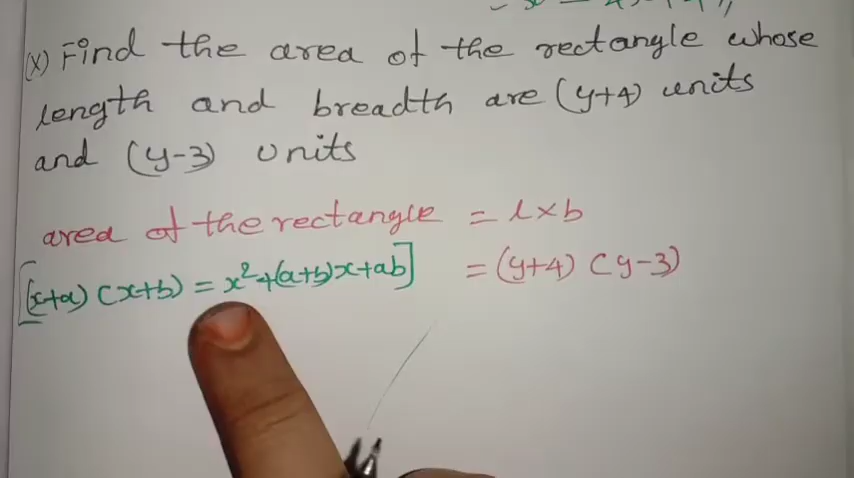 (x) Find the area of the rectangle whose
length and breadth are (y+4) units
and (y-3) units
area of the rectangle = l×b
[(x+a) (x+b) = x²+(a+b)x+ab] = (y+4) (y-3)